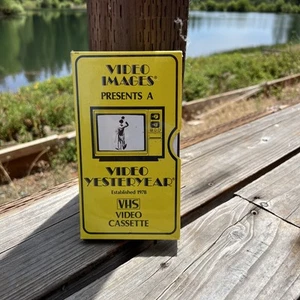 VIDEO
IMAGES®
PRESENTS A
VIDEO
YESTERYEAR®
Established 1978
VHS
VIDEO
CASSETTE